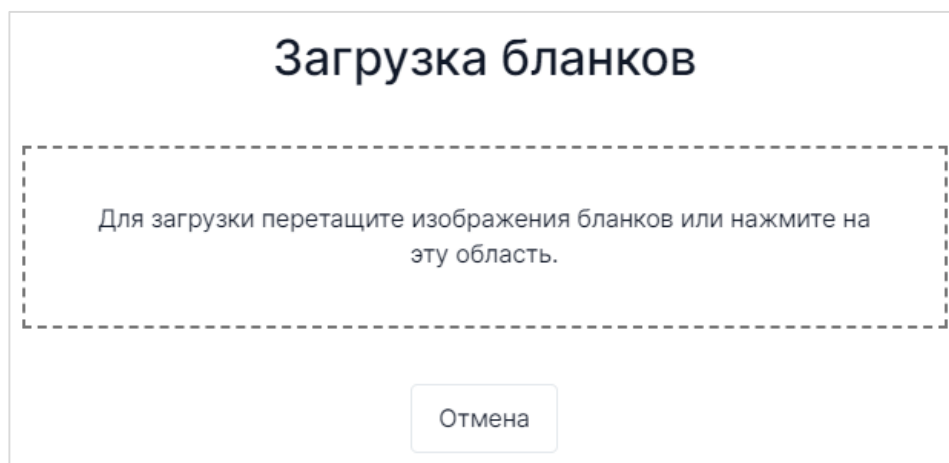 Загрузка бланков
Для загрузки перетащите изображения бланков или нажмите на
эту область.
Отмена